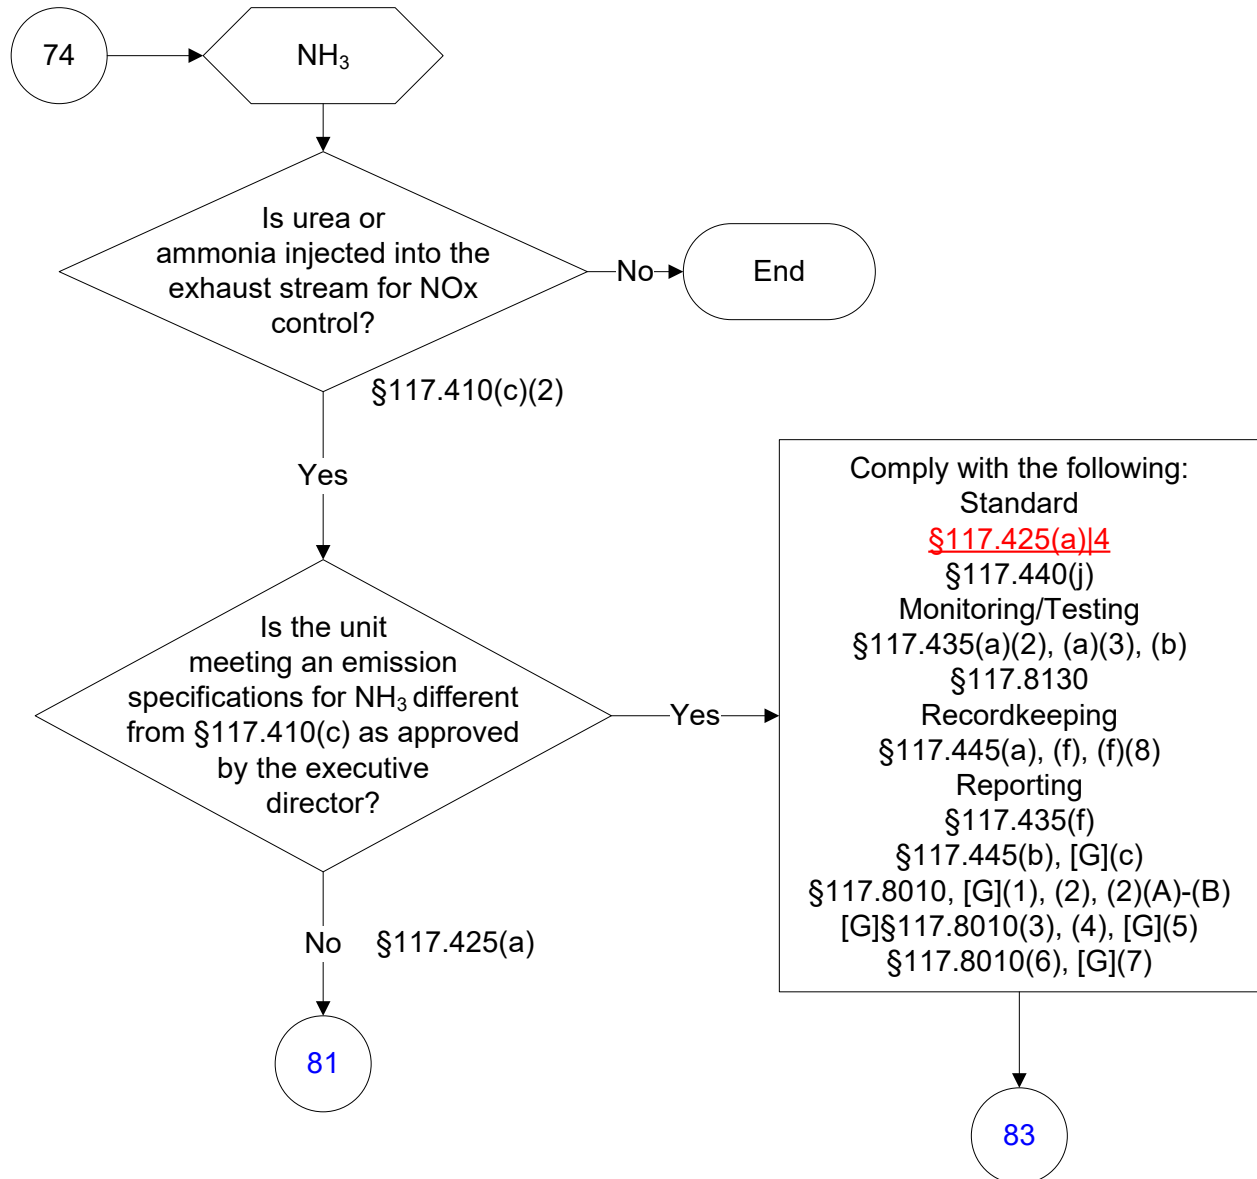 74
NH₃
Is urea or
ammonia injected into the
exhaust stream for NOx
control?
No
End
§117.410(c)(2)
Yes
Is the unit
meeting an emission
specifications for NH₃ different
from §117.410(c) as approved
by the executive
director?
Yes
Comply with the following:
Standard
§117.425(a)|4
§117.440(j)
Monitoring/Testing
§117.435(a)(2), (a)(3), (b)
§117.8130
Recordkeeping
§117.445(a), (f), (f)(8)
Reporting
§117.435(f)
§117.445(b), [G](c)
§117.8010, [G](1), (2), (2)(A)-(B)
[G]§117.8010(3), (4), [G](5)
§117.8010(6), [G](7)
No
§117.425(a)
81
83